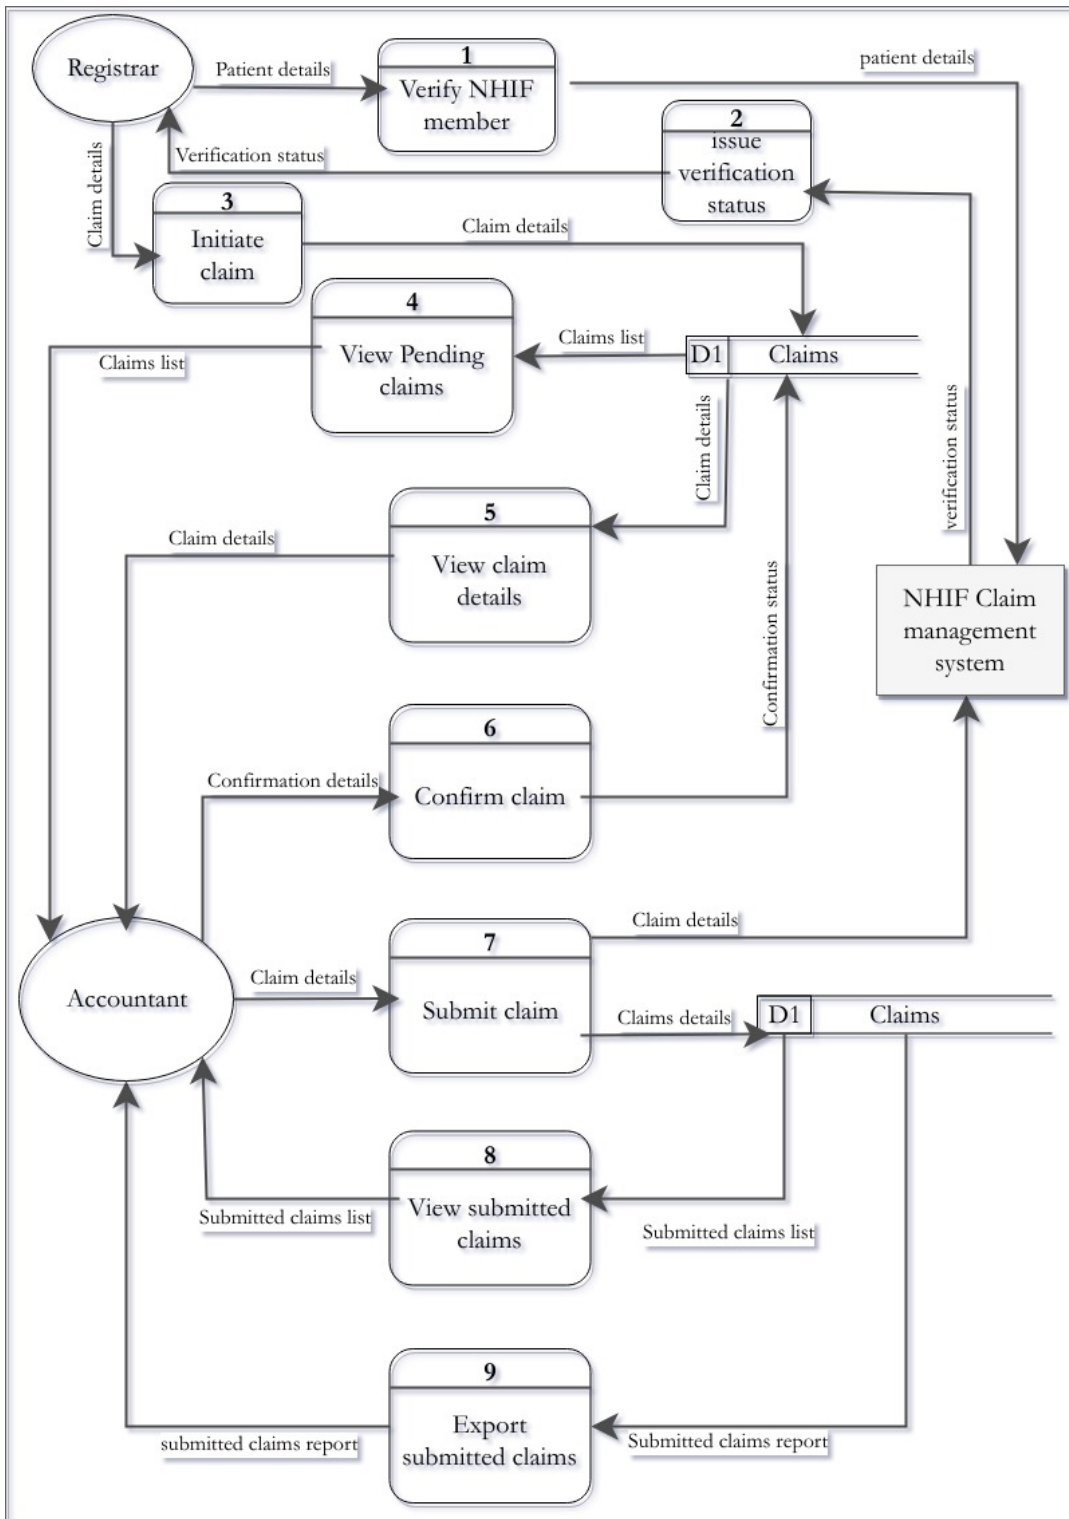 Registrar
Patient details
1
Verify NHIF
member
patient details
2
issue
verification
status
Verification status
Claim details
3
Initiate
claim
Claim details
4
View Pending
claims
Claims list
Claims list
D1
Claims
Claim details
verification status
5
View claim
details
Claim details
NHIF Claim
management
system
Confirmation status
6
Confirm claim
Confirmation details
7
Submit claim
Claim details
Accountant
Claim details
Claims details
D1
Claims
8
View submitted
claims
Submitted claims list
Submitted claims list
9
Export
submitted claims
submitted claims report
Submitted claims report